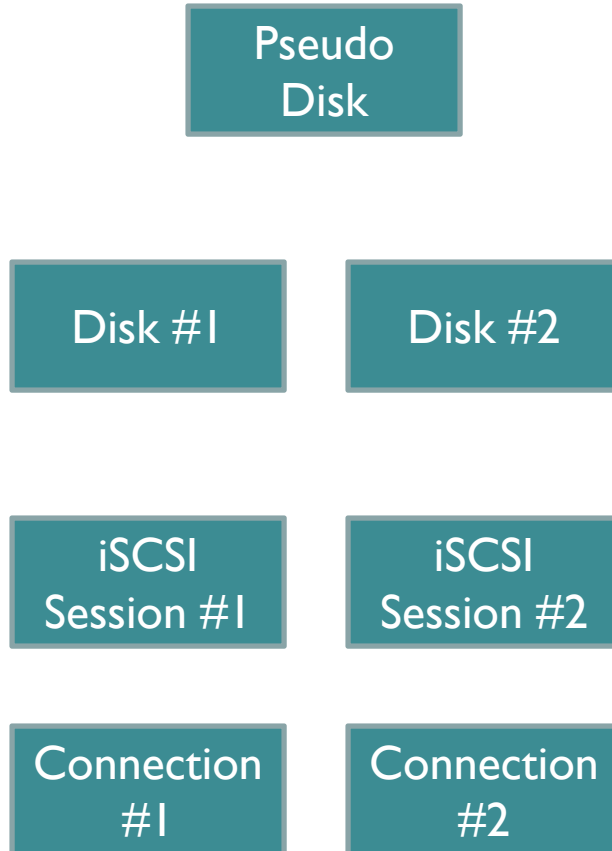 Pseudo
Disk
Disk #1
Disk #2
iSCSI
Session #1
iSCSI
Session #2
Connection
#1
Connection
#2